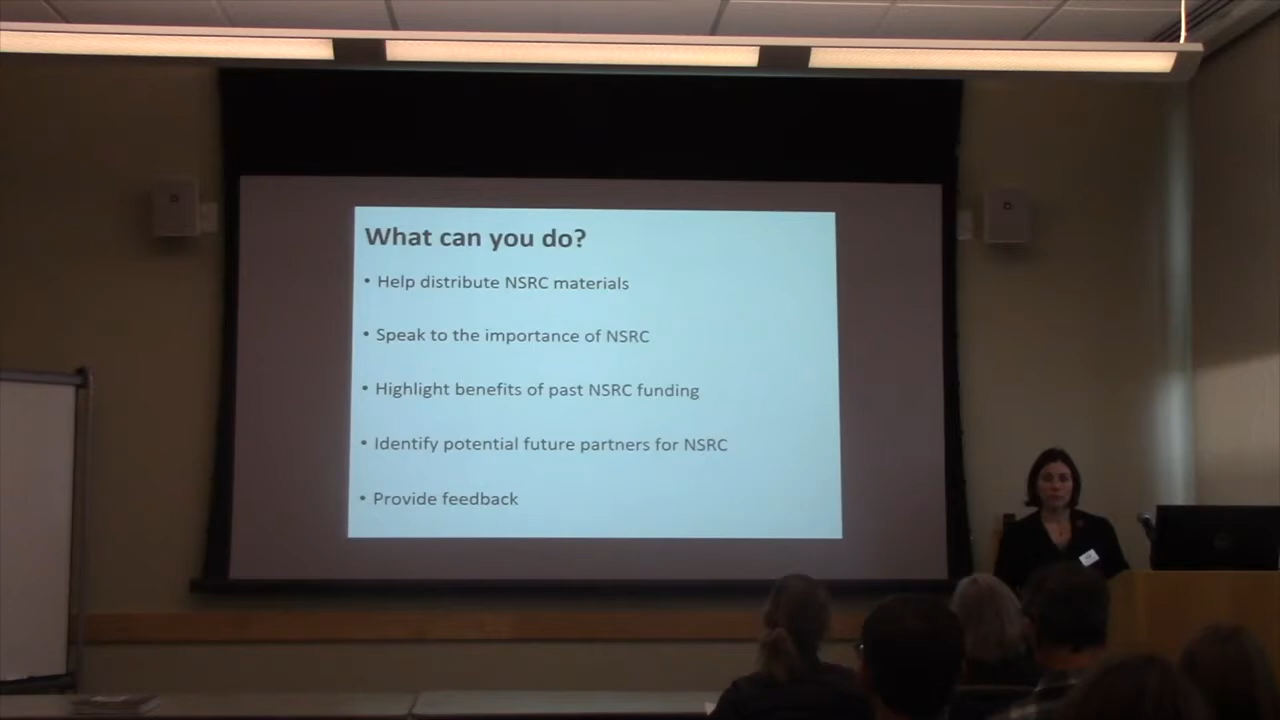 What can you do?
• Help distribute NSRC materials
• Speak to the importance of NSRC
• Highlight benefits of past NSRC funding
• Identify potential future partners for NSRC
• Provide feedback